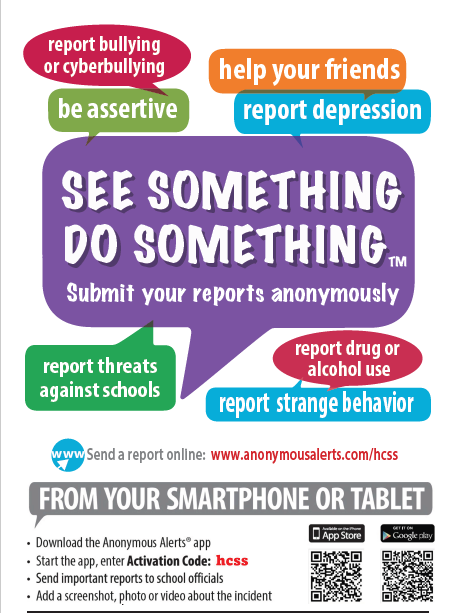 report bullying
or cyberbullying
help your friends
be assertive
report depression
SEE SOMETHING
DO SOMETHING™
Submit your reports anonymously
report threats
against schools
report drug or
alcohol use
report strange behavior
www Send a report online: www.anonymousalerts.com/hcss
FROM YOUR SMARTPHONE OR TABLET
• Download the Anonymous Alerts® app
• Start the app, enter Activation Code: hcss
• Send important reports to school officials
• Add a screenshot, photo or video about the incident
Available on the iPhone
App Store
GET IT ON
Google play